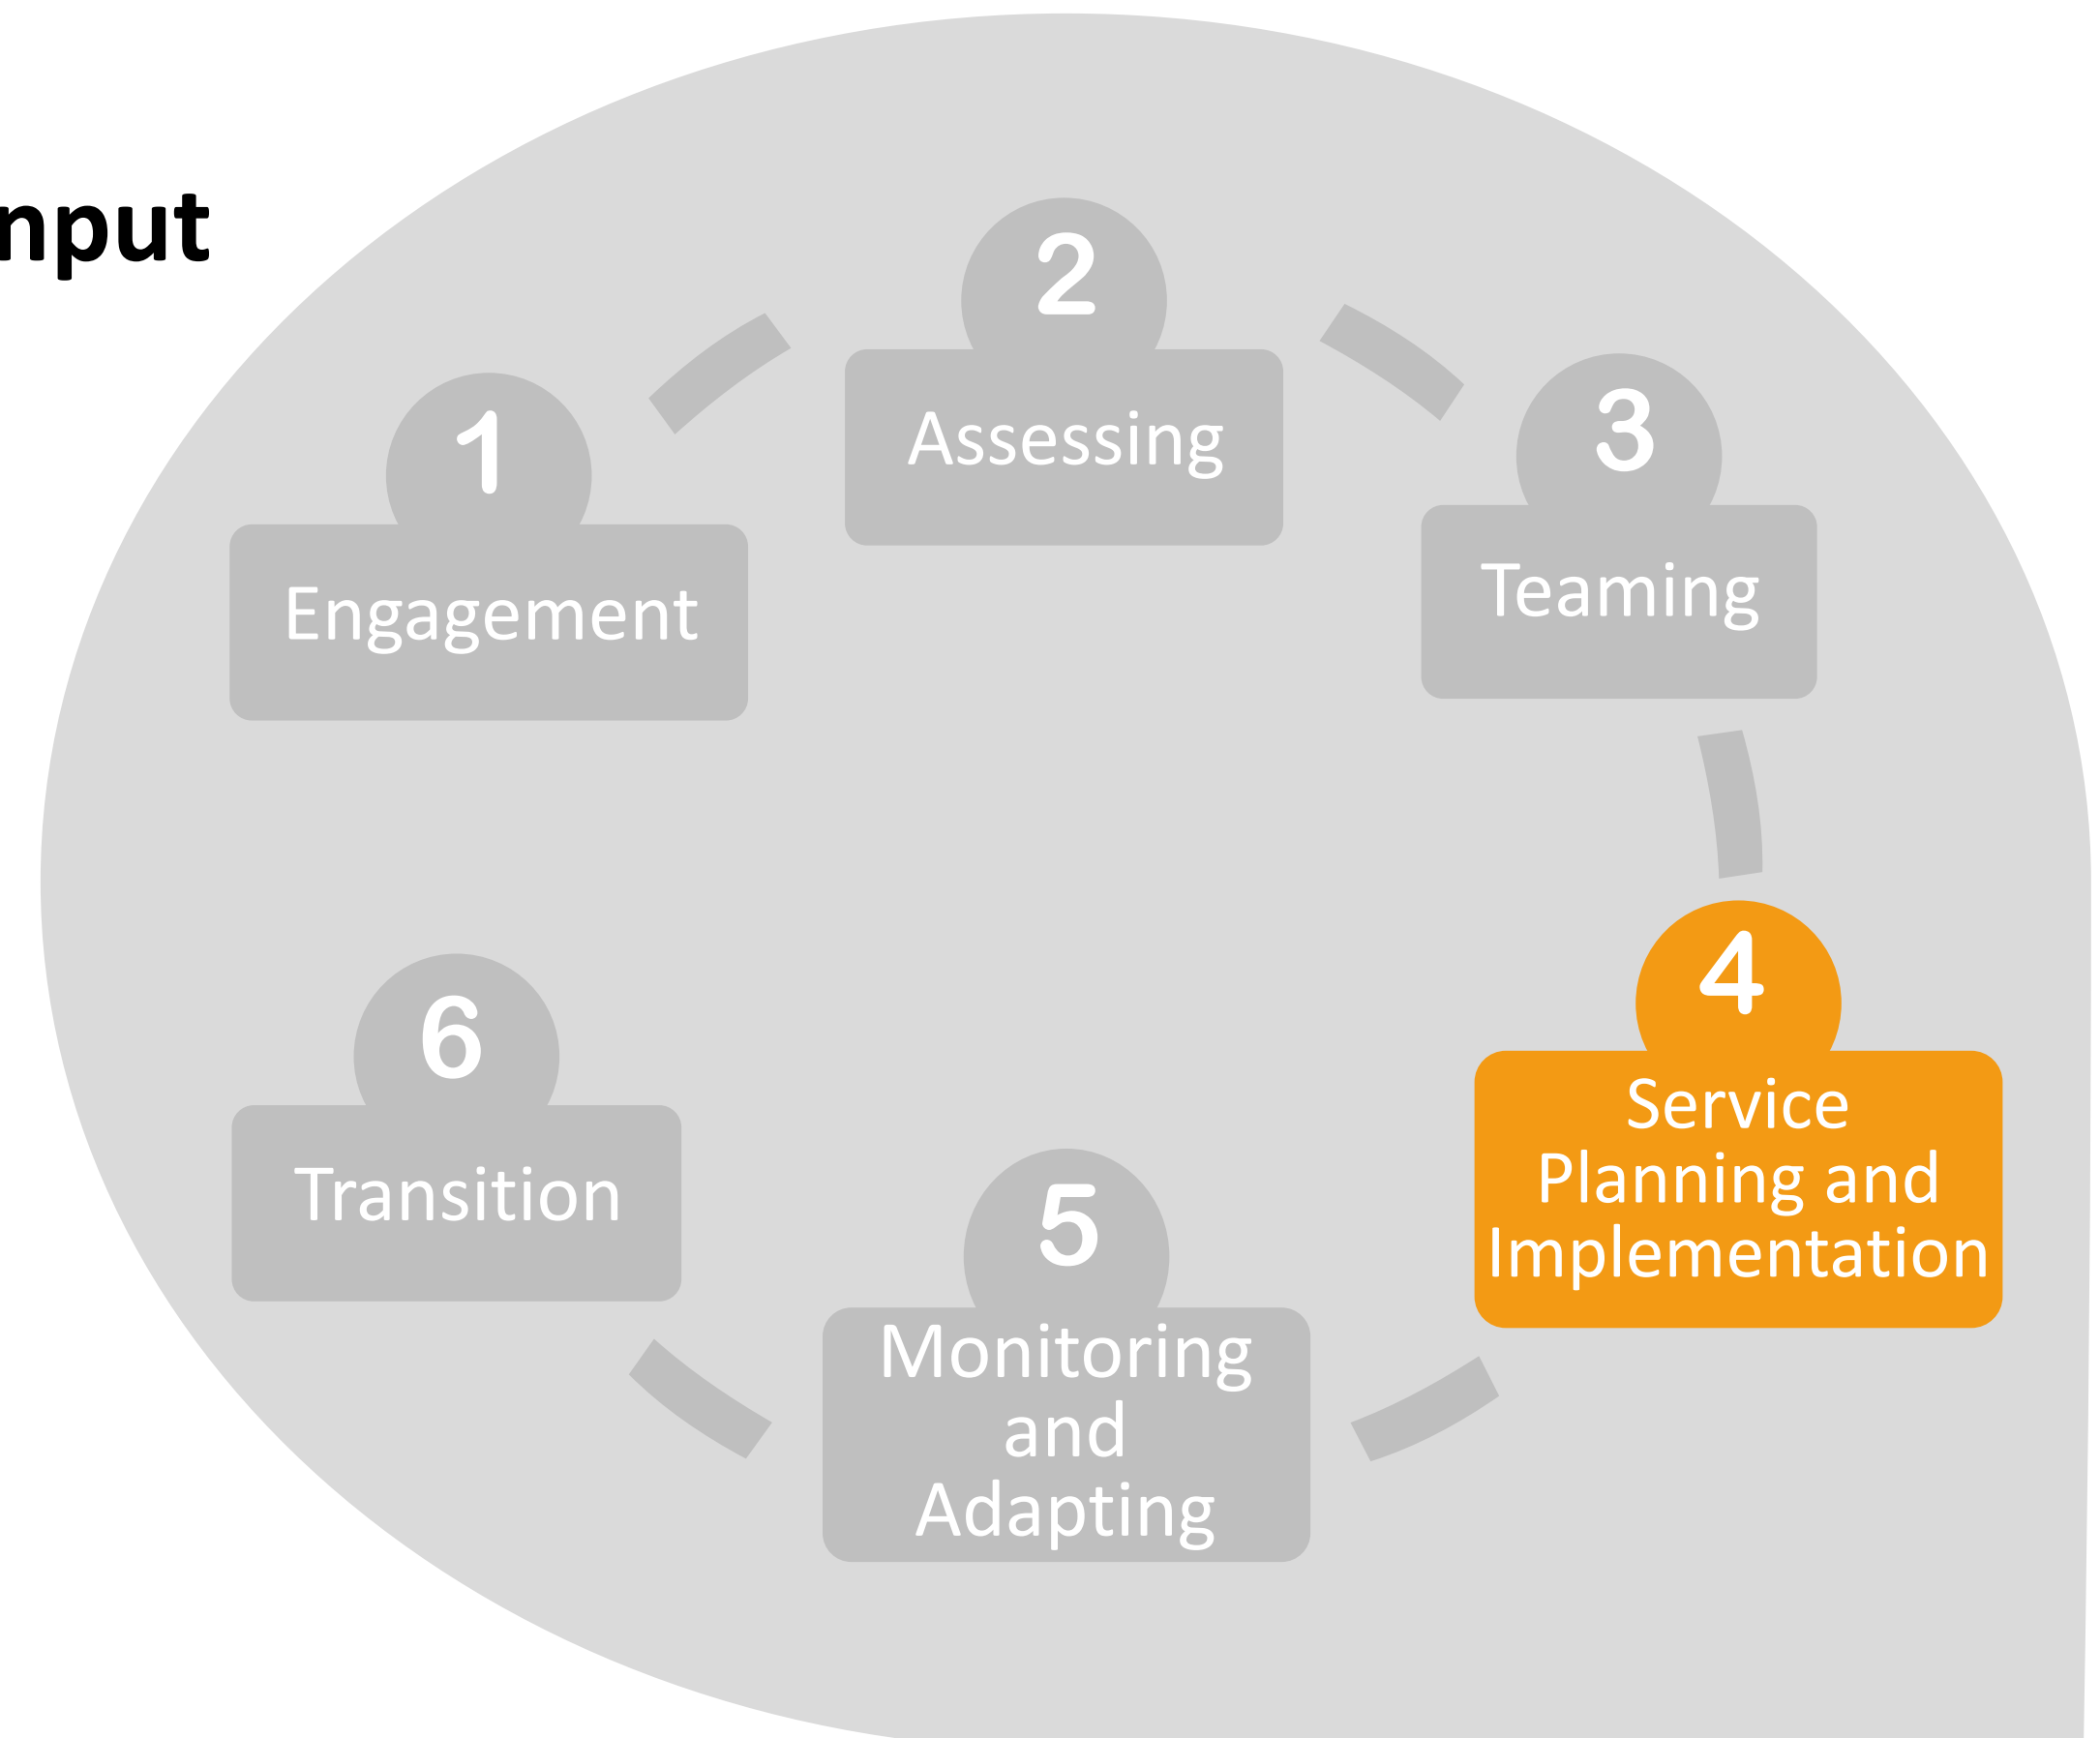 nput
1
Engagement
2
Assessing
3
Teaming
4
Service
Planning and
Implementation
5
Monitoring
and
Adapting
6
Transition